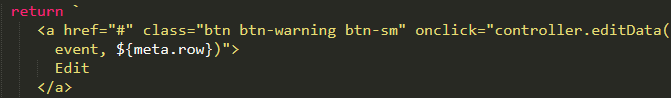 return `
<a href="#" class="btn btn-warning btn-sm" onclick="controller.editData(
event, ${meta.row})">
Edit
</a>